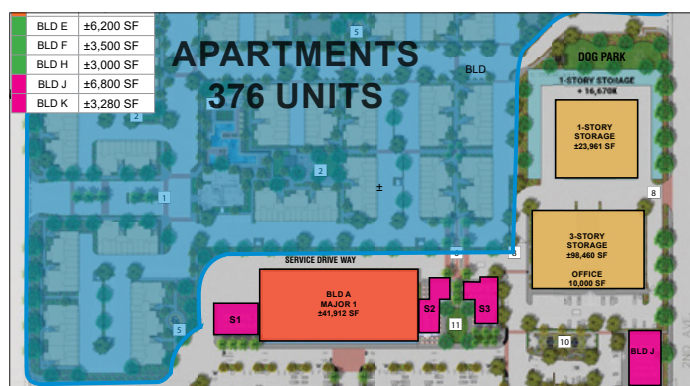 BLD E ±6,200 SF
BLD F ±3,500 SF
BLD H ±3,000 SF
BLD J ±6,800 SF
BLD K ±3,280 SF
APARTMENTS
376 UNITS
5
BLD
2
2
±
1
5
DOG PARK
1-STORY STORAGE
+ 16,670K
1-STORY
STORAGE
±23,961 SF
8
3-STORY
STORAGE
±98,460 SF
OFFICE
10,000 SF
SERVICE DRIVE WAY
BLD A
MAJOR 1
±41,912 SF
S1
S2
S3
11
10
BLD J
2ND AVE